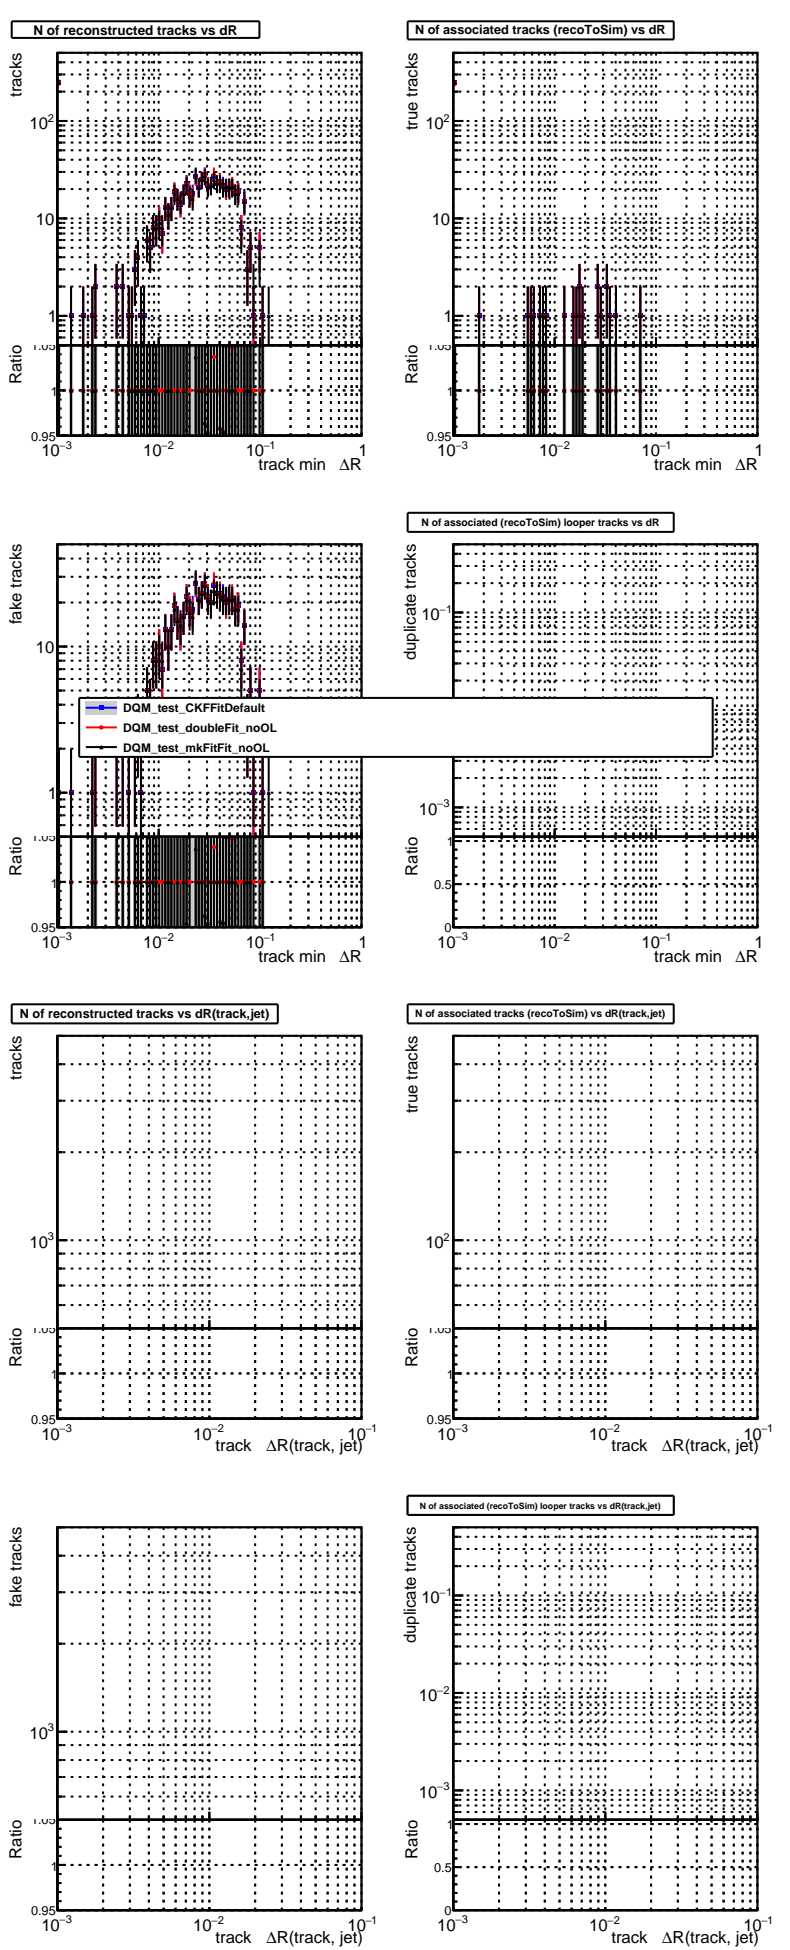 N of reconstructed tracks vs dR
N of associated tracks (recoToSim) vs dR
tracks
10²
10
1
Ratio
1.05
1
0.95
10⁻³
10⁻²
10⁻¹
1
track min ΔR
true tracks
10²
10
1
Ratio
1.05
1
0.95
10⁻³
10⁻²
10⁻¹
1
track min ΔR
N of associated (recoToSim) looper tracks vs dR
fake tracks
10
1
Ratio
1.05
1
0.95
10⁻³
10⁻²
10⁻¹
1
track min ΔR
duplicate tracks
10⁻¹
10⁻³
Ratio
1
0.5
0
10⁻³
10⁻²
10⁻¹
1
track min ΔR
DQM_test_CKFFitDefault
DQM_test_doubleFit_noOL
DQM_test_mkFitFit_noOL
N of reconstructed tracks vs dR(track,jet)
N of associated tracks (recoToSim) vs dR(track,jet)
tracks
10³
Ratio
1.05
1
0.95
10⁻³
10⁻²
10⁻¹
track ΔR(track, jet)
true tracks
10²
Ratio
1.05
1
0.95
10⁻³
10⁻²
10⁻¹
track ΔR(track, jet)
N of associated (recoToSim) looper tracks vs dR(track,jet)
fake tracks
10³
Ratio
1.05
1
0.95
10⁻³
10⁻²
10⁻¹
track ΔR(track, jet)
duplicate tracks
10⁻¹
10⁻²
10⁻³
Ratio
1
0.5
0
10⁻³
10⁻²
10⁻¹
track ΔR(track, jet)